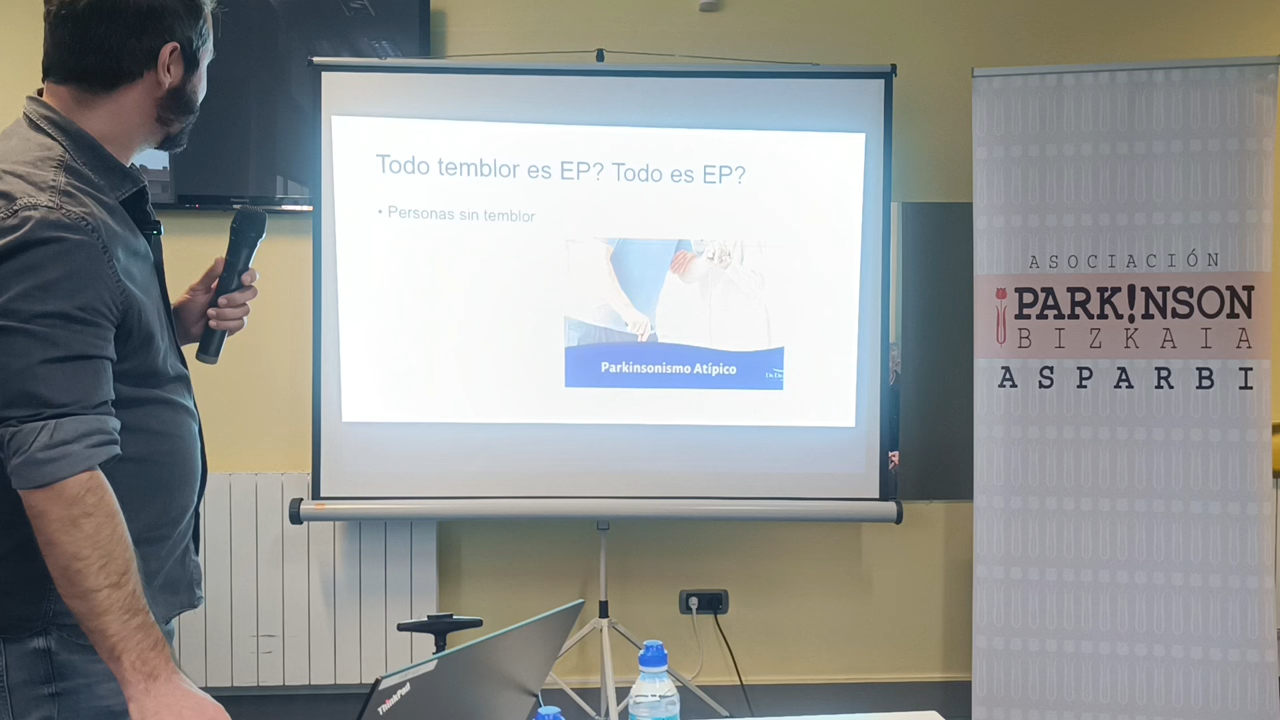 Todo temblor es EP? Todo es EP?
• Personas sin temblor
Parkinsonismo Atípico
ASOCIACIÓN
PARK!NSON
BIZKAIA
ASPARBI
ThinkPad